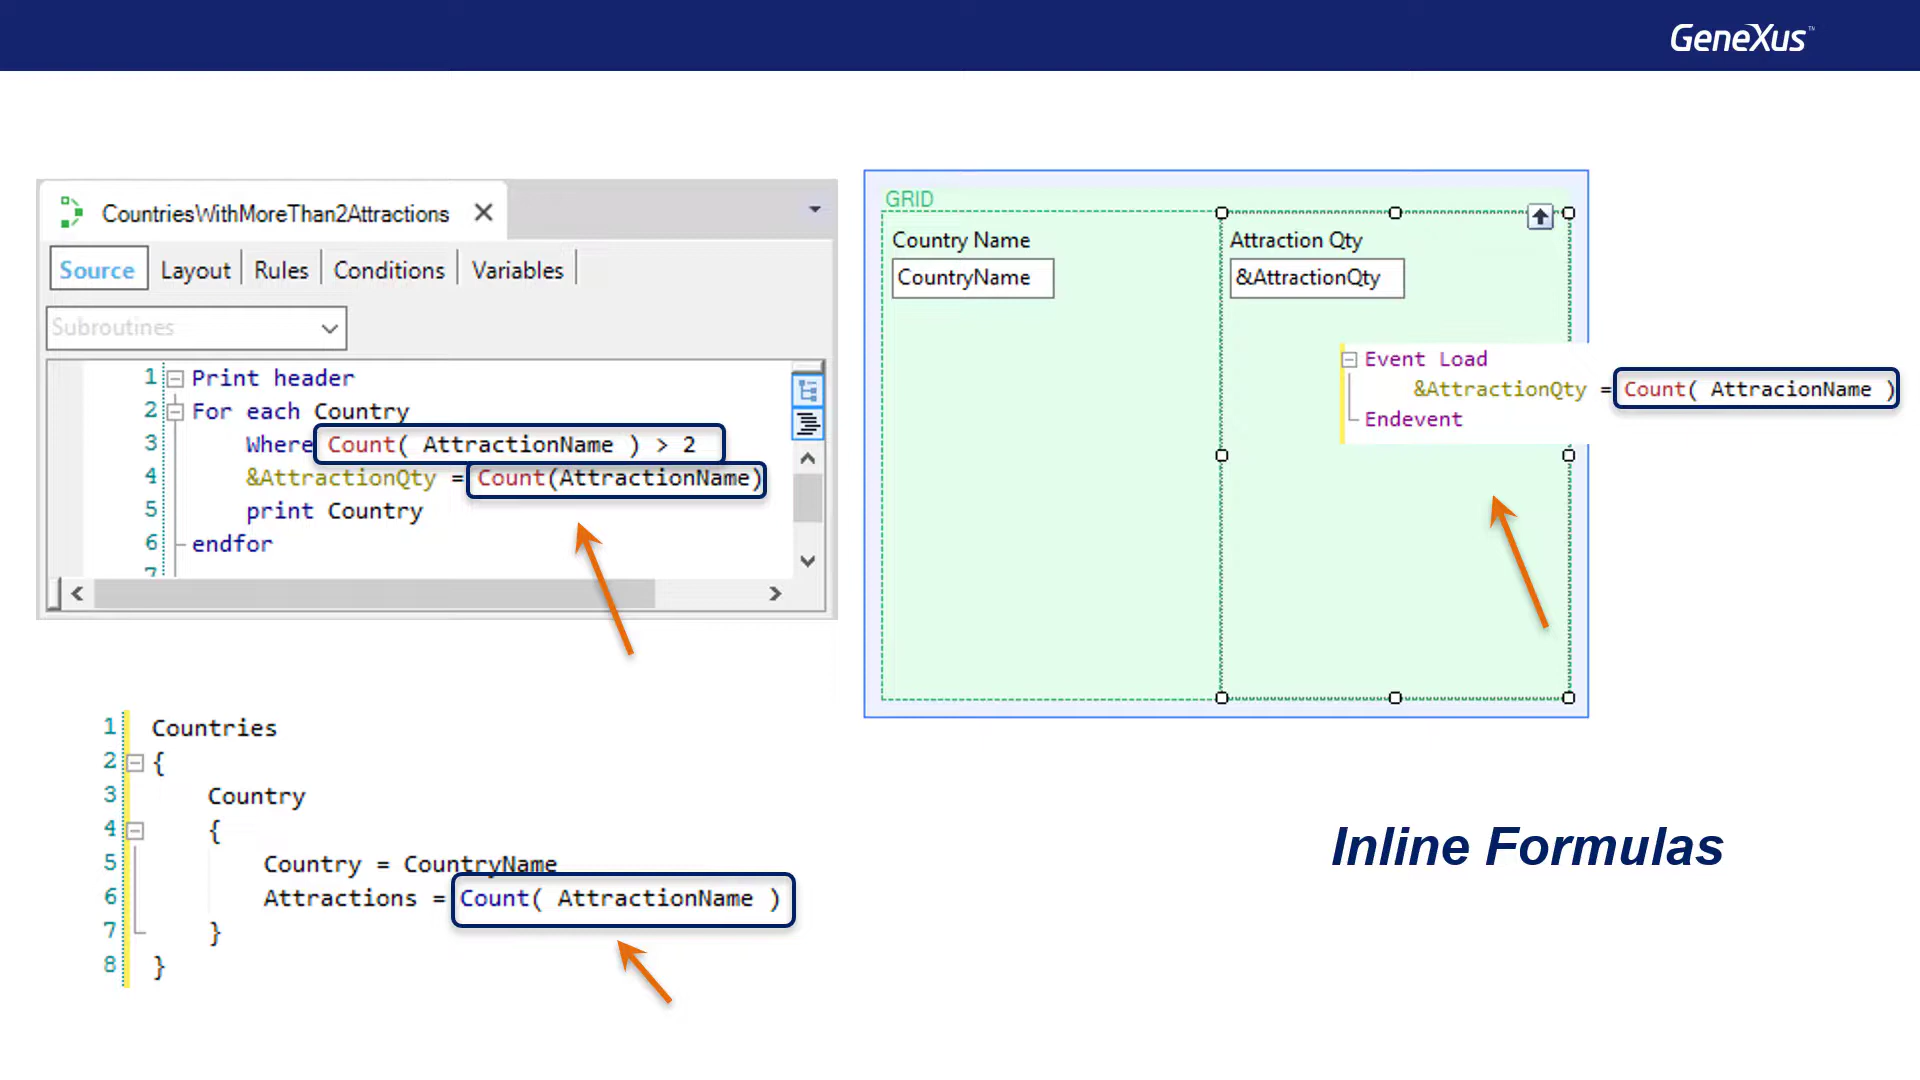 GeneXus™
CountriesWithMoreThan2Attractions
Source Layout Rules Conditions Variables
Subroutines
1 Print header
2 For each Country
3 Where Count( AttractionName ) > 2
4 &AttractionQty = Count(AttractionName)
5 print Country
6 endfor
7
GRID
Country Name
CountryName
Attraction Qty
&AttractionQty
Event Load
&AttractionQty = Count( AttracionName )
Endevent
1 Countries
2 {
3 Country
4 {
5 Country = CountryName
6 Attractions = Count( AttractionName )
7 }
8 }
Inline Formulas